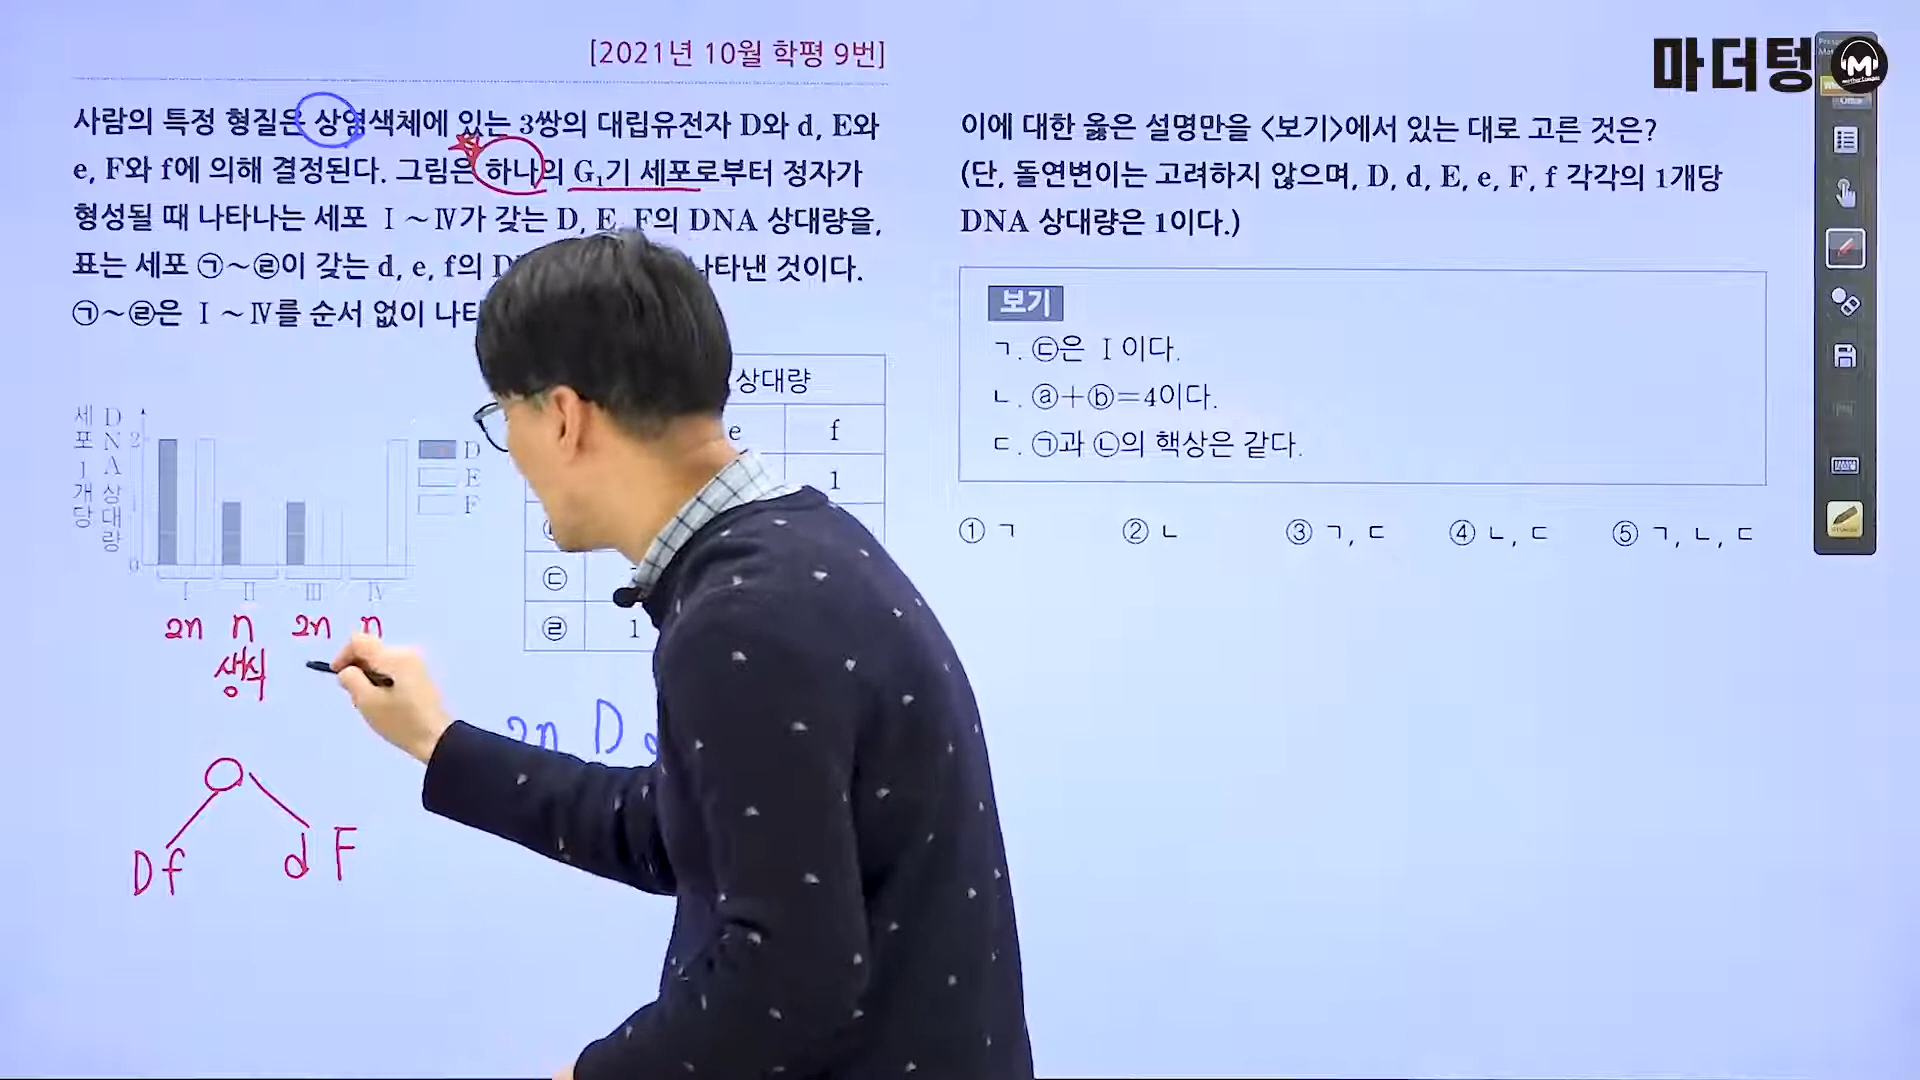 [2021년 10월 학평 9번]
마더텅
사람의 특정 형질은 상염색체에 있는 3쌍의 대립유전자 D와 d, E와
e, F와 f에 의해 결정된다. 그림은 하나의 G₁기 세포로부터 정자가
형성될 때 나타나는 세포 Ⅰ～Ⅳ가 갖는 D, E, F의 DNA 상대량을,
표는 세포 ㉠～㉣이 갖는 d, e, f의 나타낸 것이다.
㉠～㉣은 Ⅰ～Ⅳ를 순서 없이
세포 1개당 DNA 상대량
2
1
0
Ⅰ Ⅱ Ⅲ Ⅳ
D
E
F
2n n 2n n
생식
상대량
e f
1
㉢
㉣ 1
2n D
D f d F
이에 대한 옳은 설명만을 〈보기〉에서 있는 대로 고른 것은?
(단, 돌연변이는 고려하지 않으며, D, d, E, e, F, f 각각의 1개당
DNA 상대량은 1이다.)
보기
ㄱ. ㉢은 Ⅰ이다.
ㄴ. ⓐ+ⓑ=4이다.
ㄷ. ㉠과 ㉡의 핵상은 같다.
① ㄱ ② ㄴ ③ ㄱ, ㄷ ④ ㄴ, ㄷ ⑤ ㄱ, ㄴ, ㄷ